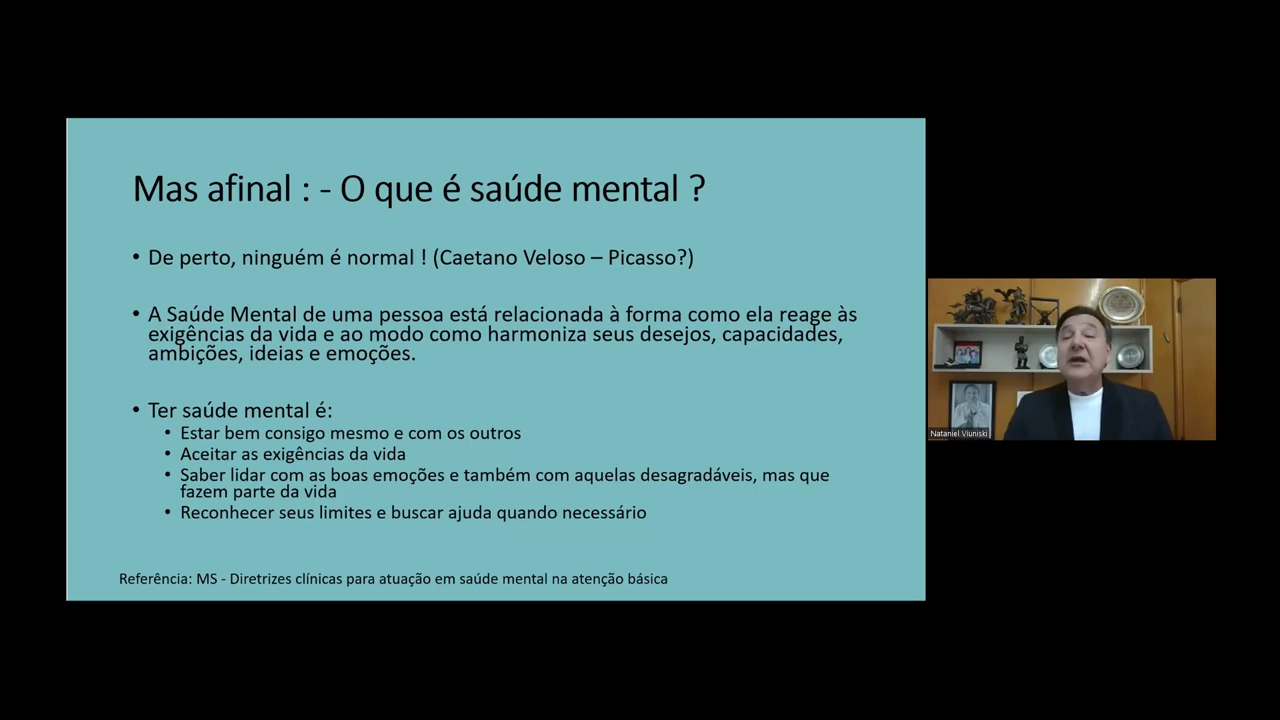 Mas afinal : - O que é saúde mental ?
• De perto, ninguém é normal ! (Caetano Veloso – Picasso?)
• A Saúde Mental de uma pessoa está relacionada à forma como ela reage às
exigências da vida e ao modo como harmoniza seus desejos, capacidades,
ambições, ideias e emoções.
• Ter saúde mental é:
• Estar bem consigo mesmo e com os outros
• Aceitar as exigências da vida
• Saber lidar com as boas emoções e também com aquelas desagradáveis, mas que
fazem parte da vida
• Reconhecer seus limites e buscar ajuda quando necessário
Referência: MS - Diretrizes clínicas para atuação em saúde mental na atenção básica
Nataniel Viuniski